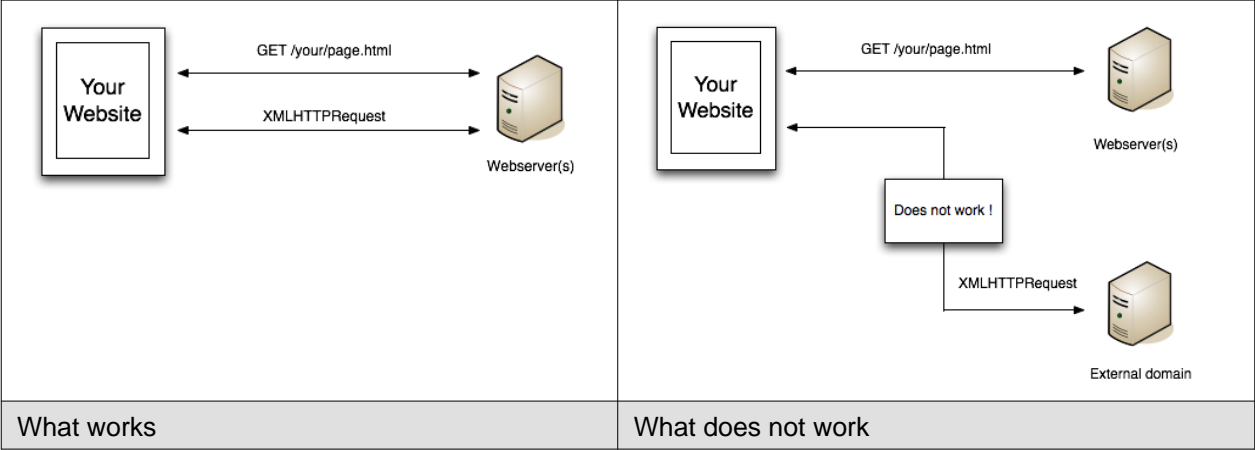 GET /your/page.html
Your
Website
XMLHTTPRequest
Webserver(s)
What works
GET /your/page.html
Your
Website
Webserver(s)
Does not work !
XMLHTTPRequest
External domain
What does not work